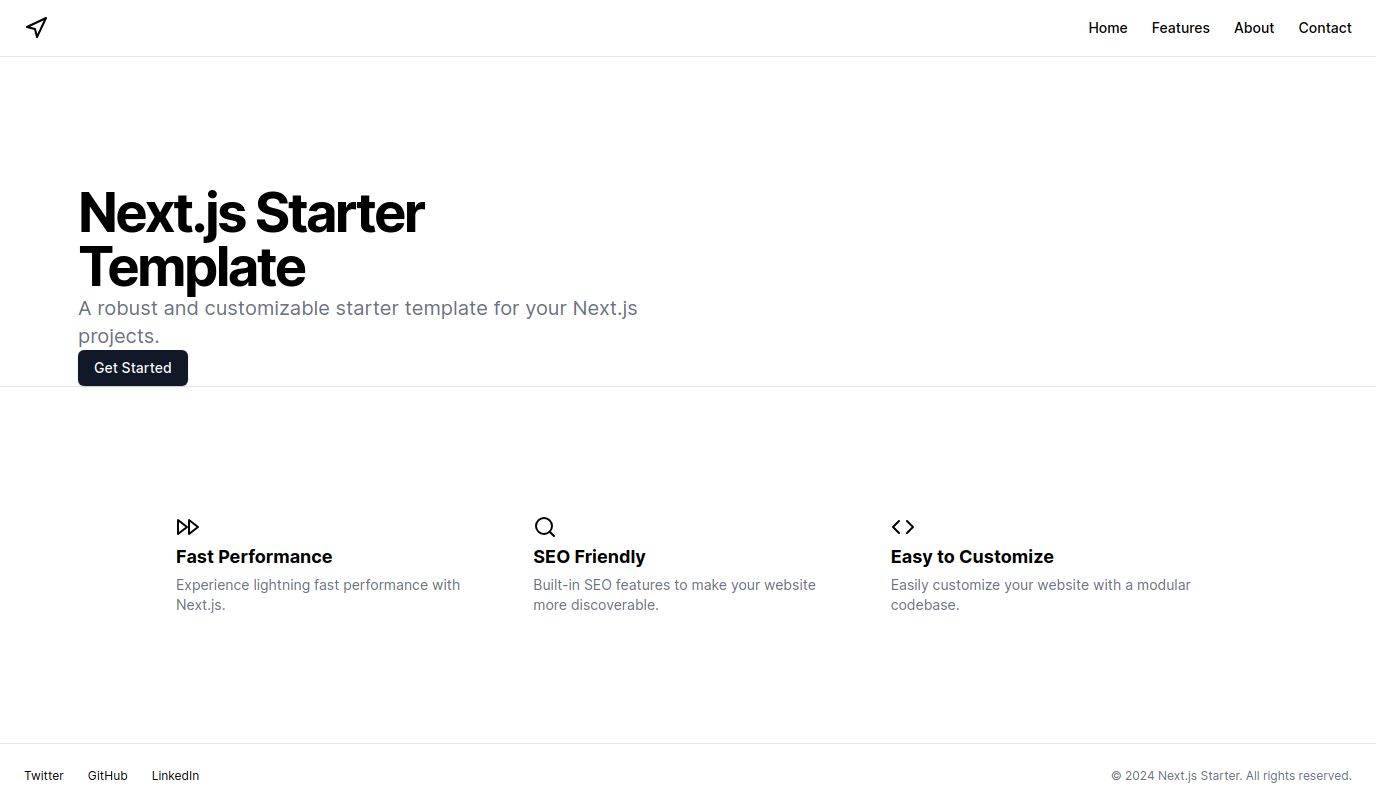 Home Features About Contact
Next.js Starter
Template
A robust and customizable starter template for your Next.js
projects.
Get Started
Fast Performance
Experience lightning fast performance with
Next.js.
SEO Friendly
Built-in SEO features to make your website
more discoverable.
Easy to Customize
Easily customize your website with a modular
codebase.
Twitter GitHub LinkedIn
© 2024 Next.js Starter. All rights reserved.